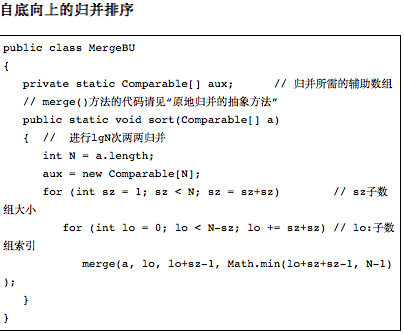 自底向上的归并排序
public class MergeBU
{
   private static Comparable[] aux;      // 归并所需的辅助数组
   // merge()方法的代码请见“原地归并的抽象方法”
   public static void sort(Comparable[] a)
   {  //  进行lgN次两两归并
      int N = a.length;
      aux = new Comparable[N];
      for (int sz = 1; sz < N; sz = sz+sz)        // sz子数
组大小
         for (int lo = 0; lo < N-sz; lo += sz+sz) // lo:子数
组索引
            merge(a, lo, lo+sz-1, Math.min(lo+sz+sz-1, N-1)
);
   }
}